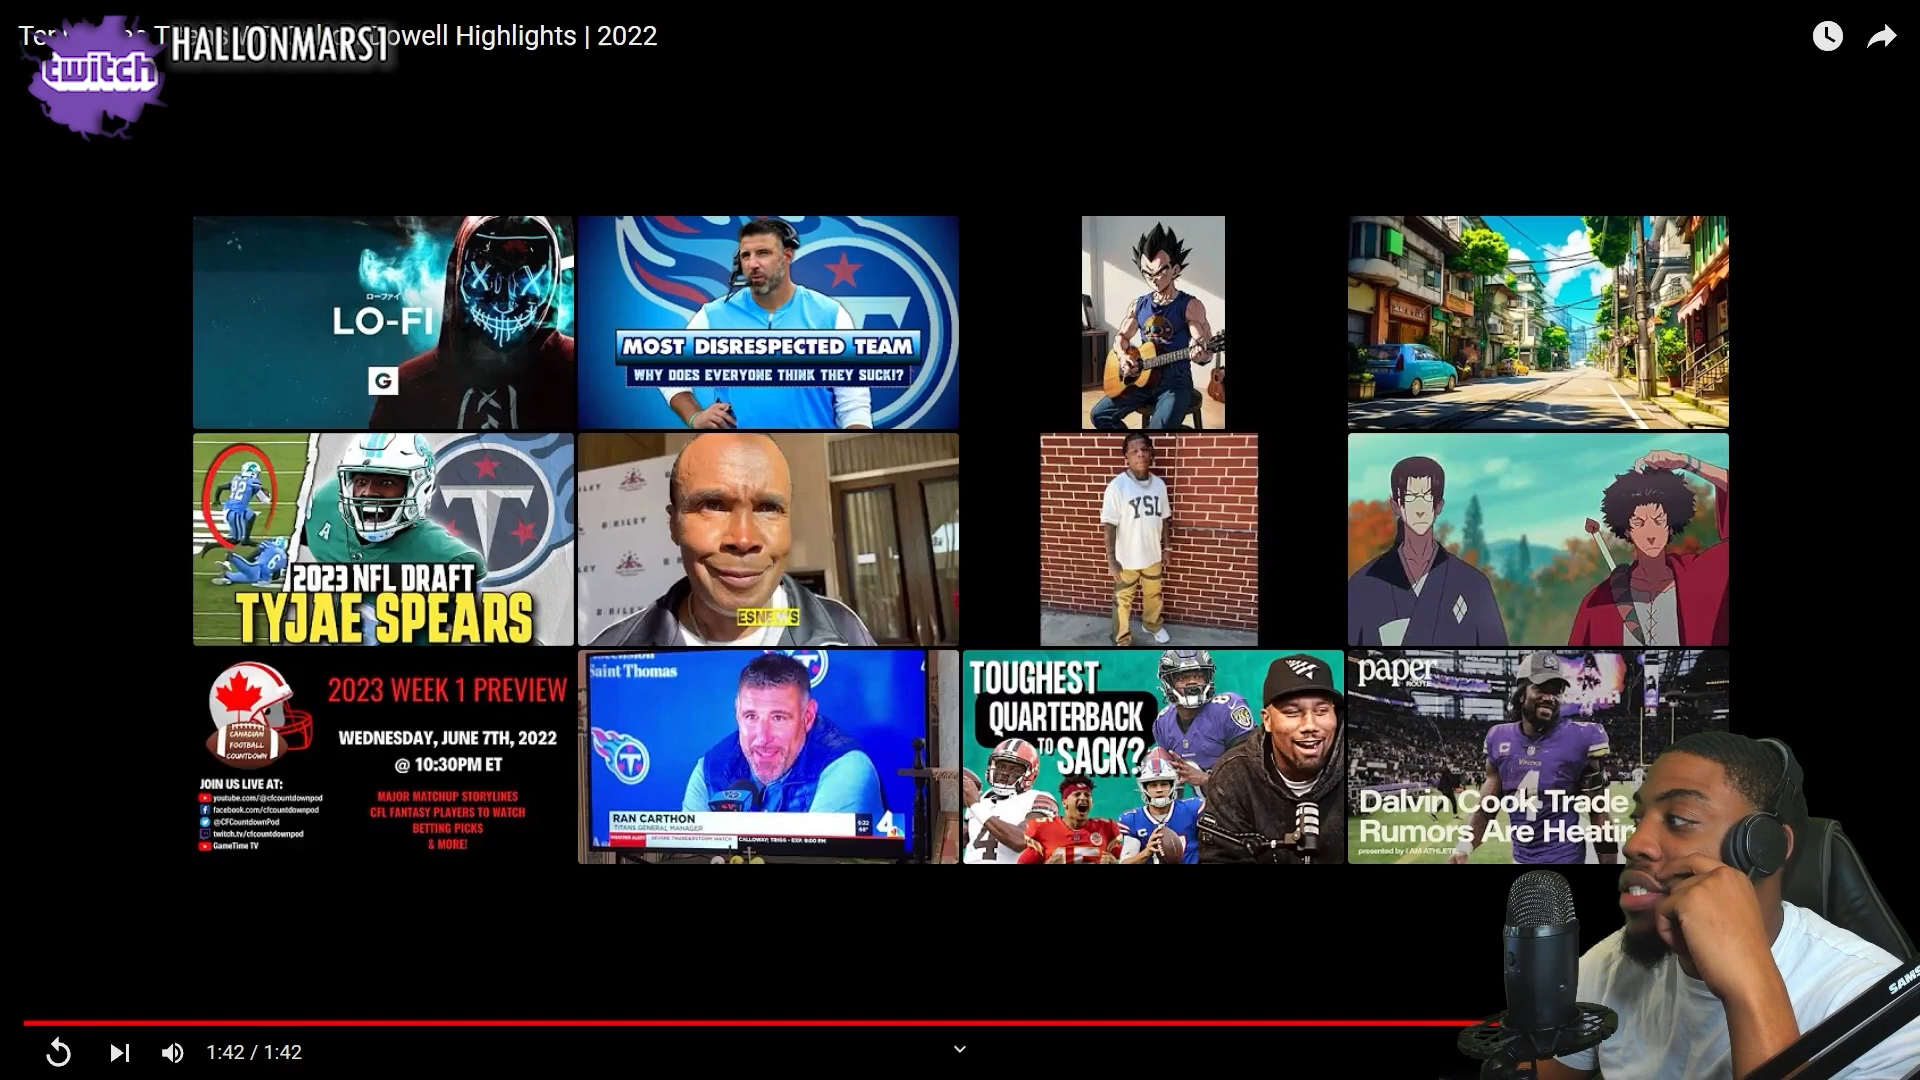 Highlights | 2022
HALLONMARS1
twitch
ローファイ
LO-FI
G
MOST DISRESPECTED TEAM
WHY DOES EVERYONE THINK THEY SUCK!?
2023 NFL DRAFT
TYJAE SPEARS
ESNEWS
YSL
CANADIAN
FOOTBALL
COUNTDOWN
2023 WEEK 1 PREVIEW
WEDNESDAY, JUNE 7TH, 2022
@ 10:30PM ET
JOIN US LIVE AT:
youtube.com/@cfcountdownpod
facebook.com/cfcountdownpod
@CFCountdownPod
twitch.tv/cfcountdownpod
GameTime TV
MAJOR MATCHUP STORYLINES
CFL FANTASY PLAYERS TO WATCH
BETTING PICKS
& MORE!
Saint Thomas
RAN CARTHON
TITANS GENERAL MANAGER
4
TOUGHEST
QUARTERBACK
TO SACK?
paper
ROUTE
4
Dalvin Cook Trade
Rumors Are
presented by I AM ATHLETE
1:42 / 1:42